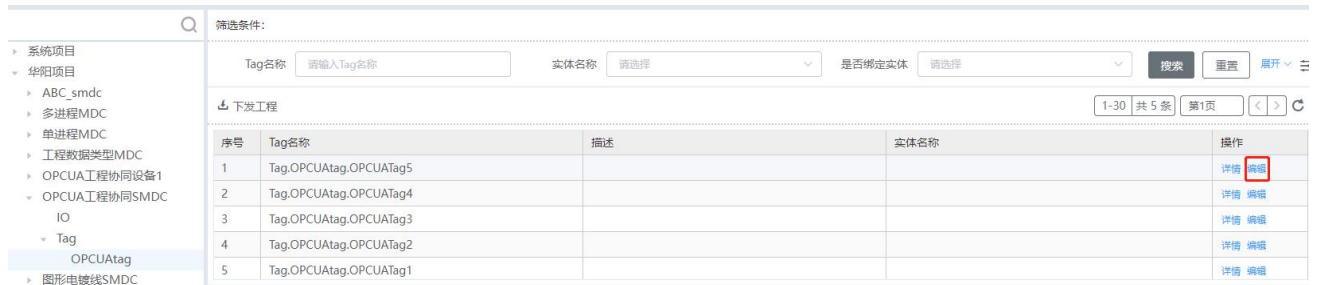 筛选条件:
系统项目
华阳项目
ABC_smdc
多进程MDC
单进程MDC
工程数据类型MDC
OPCUA工程协同设备1
OPCUA工程协同SMDC
IO
Tag
OPCUAtag
图形电镀线SMDC
Tag名称 请输入Tag名称 实体名称 请选择 是否绑定实体 请选择 搜索 重置 展开
下发工程 1-30 共 5 条 第1页 < >
序号 Tag名称 描述 实体名称 操作
1 Tag.OPCUAtag.OPCUATag5 详情 编辑
2 Tag.OPCUAtag.OPCUATag4 详情 编辑
3 Tag.OPCUAtag.OPCUATag3 详情 编辑
4 Tag.OPCUAtag.OPCUATag2 详情 编辑
5 Tag.OPCUAtag.OPCUATag1 详情 编辑